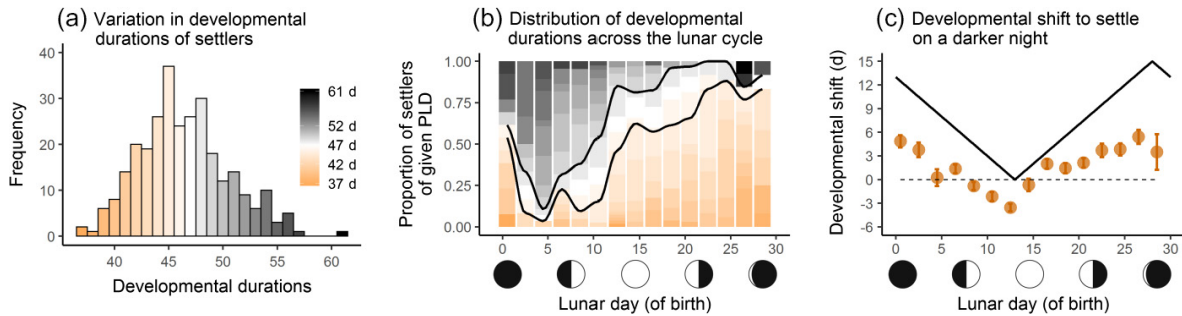 (a) Variation in developmental
durations of settlers
Frequency
40
30
20
10
0
61 d
52 d
47 d
42 d
37 d
40 45 50 55 60
Developmental durations
(b) Distribution of developmental
durations across the lunar cycle
Proportion of settlers
of given PLD
1.00
0.75
0.50
0.25
0.00
0 5 10 15 20 25 30
Lunar day (of birth)
(c) Developmental shift to settle
on a darker night
Developmental shift (d)
15
12
9
6
3
0
-3
-6
0 5 10 15 20 25 30
Lunar day (of birth)